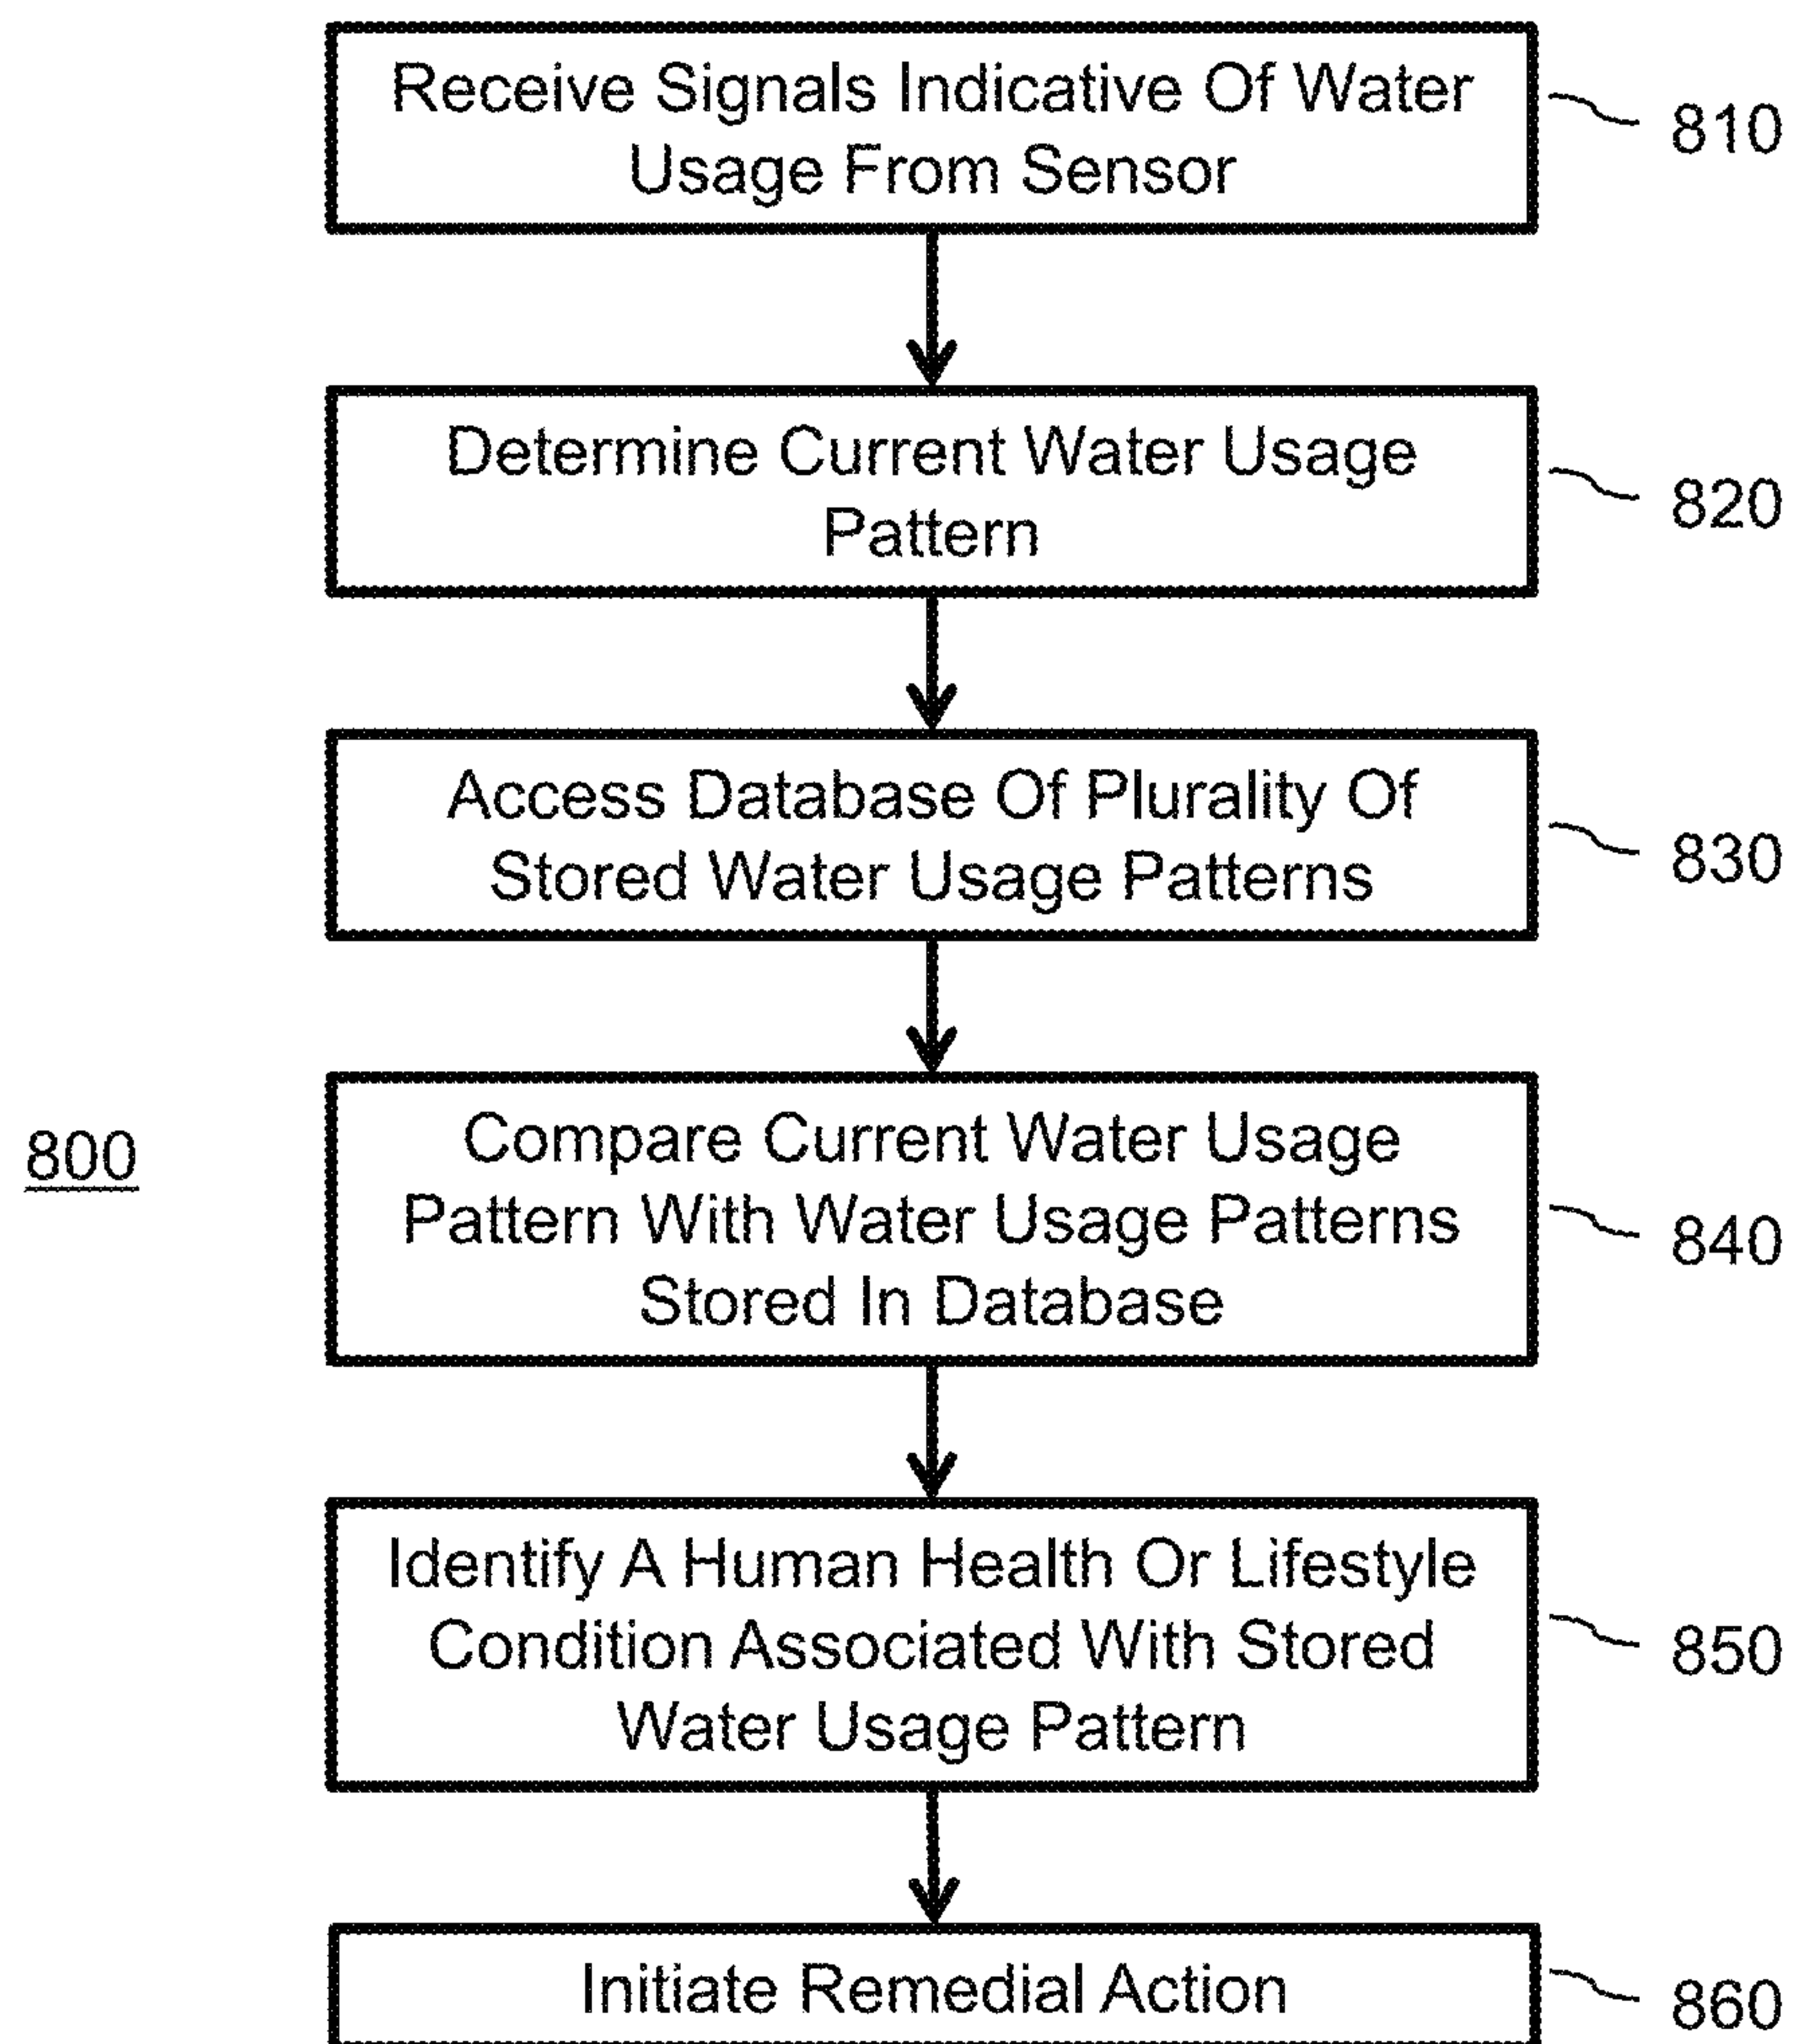 Receive Signals Indicative Of Water
Usage From Sensor
810
Determine Current Water Usage
Pattern
820
Access Database Of Plurality Of
Stored Water Usage Patterns
830
800
Compare Current Water Usage
Pattern With Water Usage Patterns
Stored In Database
840
Identify A Human Health Or Lifestyle
Condition Associated With Stored
Water Usage Pattern
850
Initiate Remedial Action
860